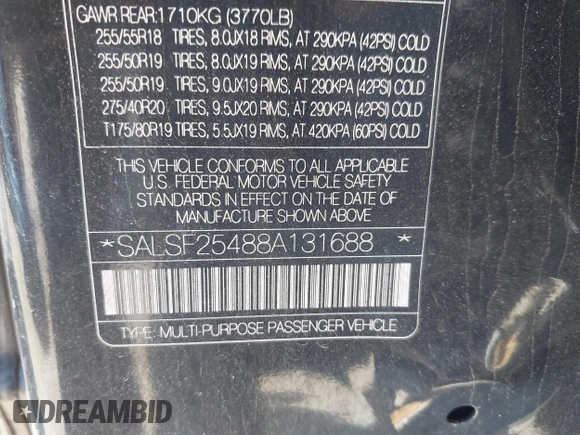 GAWR REAR:1710KG (3770LB)
255/55R18 TIRES, 8.0JX18 RIMS, AT 290KPA (42PSI) COLD
255/50R19 TIRES, 8.0JX19 RIMS, AT 290KPA (42PSI) COLD
255/50R19 TIRES, 9.0JX19 RIMS, AT 290KPA (42PSI) COLD
275/40R20 TIRES, 9.5JX20 RIMS, AT 290KPA (42PSI) COLD
T175/80R19 TIRES, 5.5JX19 RIMS, AT 420KPA (60PSI) COLD
THIS VEHICLE CONFORMS TO ALL APPLICABLE
U.S. FEDERAL MOTOR VEHICLE SAFETY
STANDARDS IN EFFECT ON THE DATE OF
MANUFACTURE SHOWN ABOVE
*SALSF25488A131688*
TYPE: MULTI-PURPOSE PASSENGER VEHICLE
DREAMBID